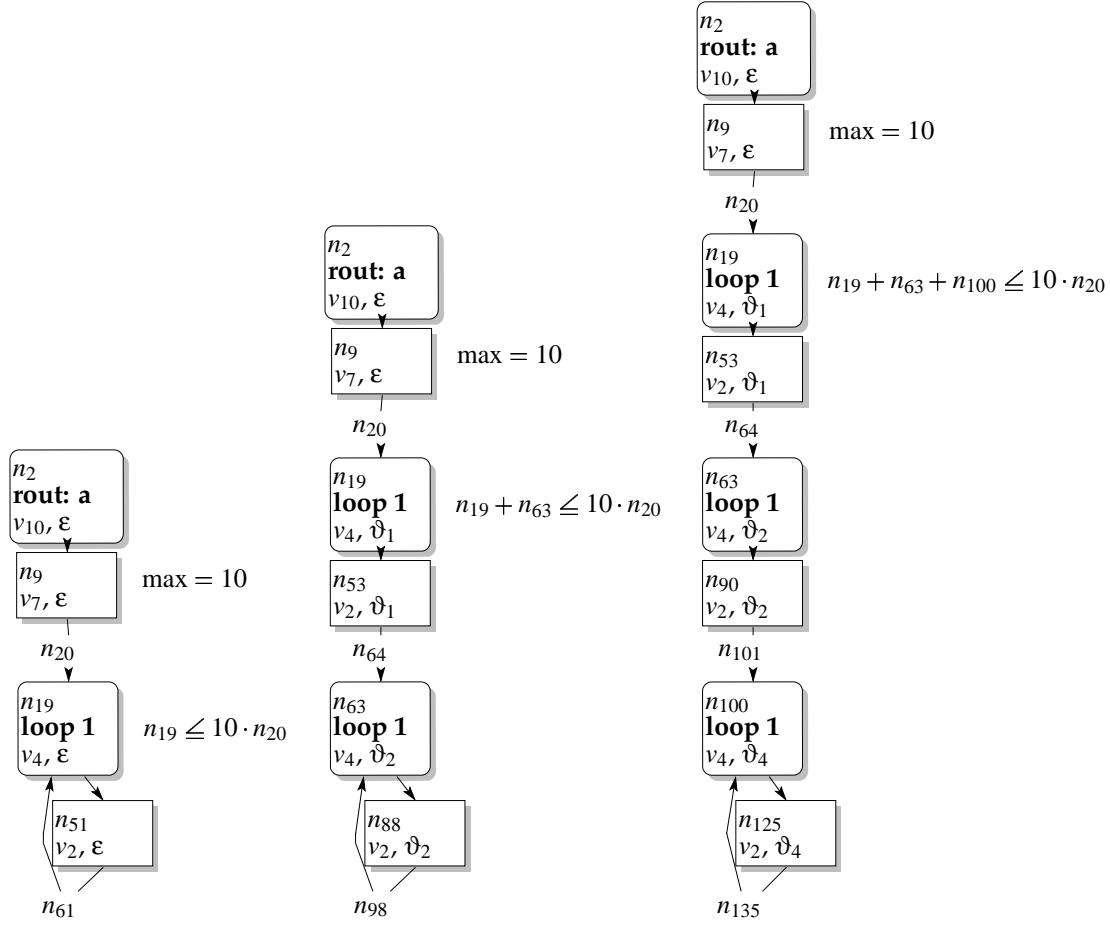 n2
rout: a
v10, ε
n9
v7, ε
max = 10
n20
n19
loop 1
v4, ε
n19 ≦ 10 · n20
n51
v2, ε
n61
n2
rout: a
v10, ε
n9
v7, ε
max = 10
n20
n19
loop 1
v4, ϑ1
n19 + n63 ≦ 10 · n20
n53
v2, ϑ1
n64
n63
loop 1
v4, ϑ2
n88
v2, ϑ2
n98
n2
rout: a
v10, ε
n9
v7, ε
max = 10
n20
n19
loop 1
v4, ϑ1
n19 + n63 + n100 ≦ 10 · n20
n53
v2, ϑ1
n64
n63
loop 1
v4, ϑ2
n90
v2, ϑ2
n101
n100
loop 1
v4, ϑ4
n125
v2, ϑ4
n135